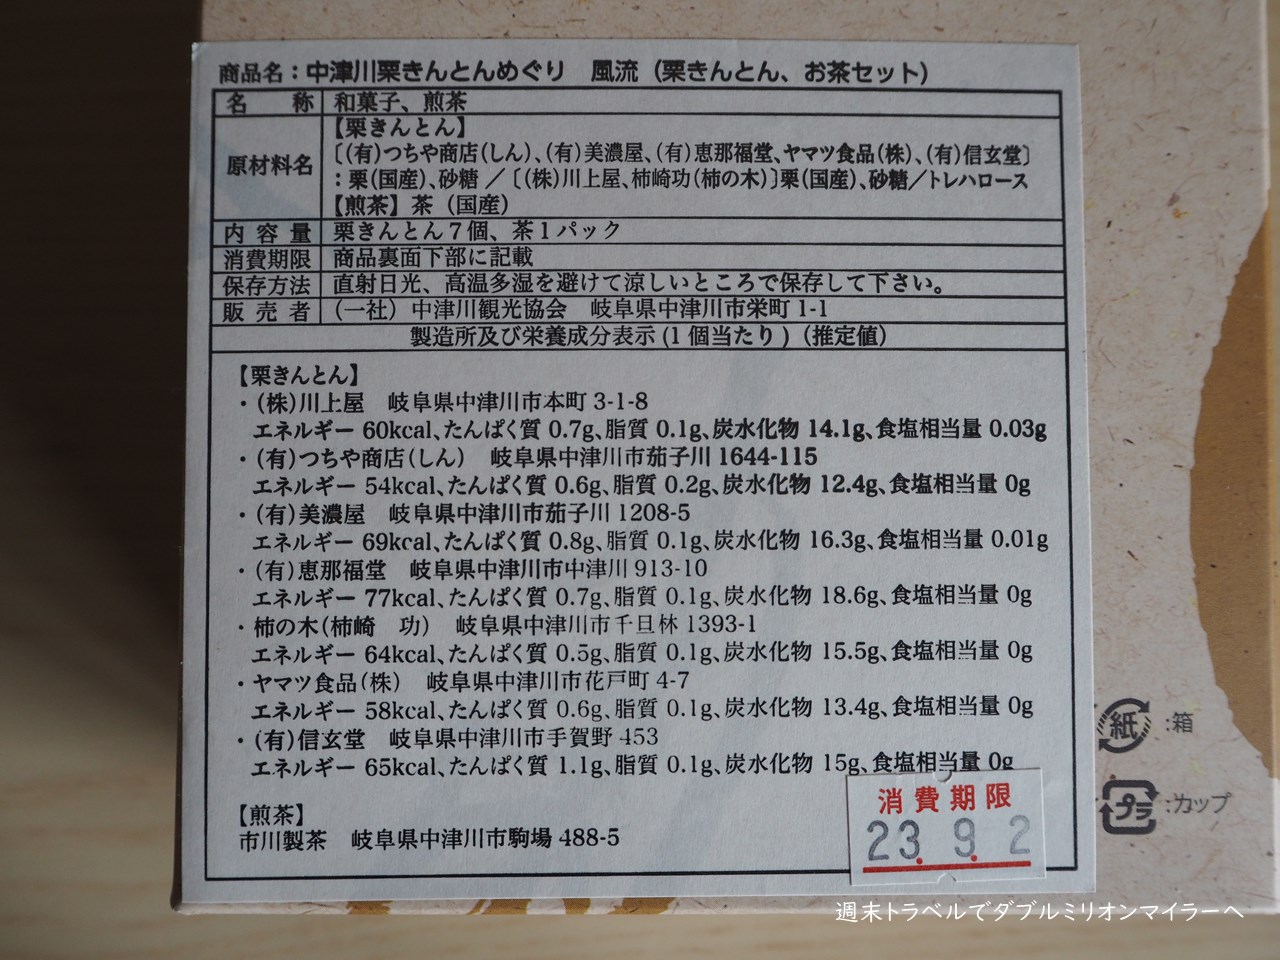 商品名：中津川栗きんとんめぐり　風流（栗きんとん、お茶セット）
名称　和菓子、煎茶
【栗きんとん】
原材料名　〔(有)つちや商店(しん)、(有)美濃屋、(有)恵那福堂、ヤマツ食品(株)、(有)信玄堂〕
：栗(国産)、砂糖 ／〔(株)川上屋、柿崎功(柿の木)〕栗(国産)、砂糖／トレハロース
【煎茶】茶（国産）
内容量　栗きんとん７個、茶１パック
消費期限　商品裏面下部に記載
保存方法　直射日光、高温多湿を避けて涼しいところで保存して下さい。
販売者　（一社）中津川観光協会　岐阜県中津川市栄町 1-1
製造所及び栄養成分表示 (1 個当たり)（推定値）
【栗きんとん】
・(株)川上屋　岐阜県中津川市本町 3-1-8
エネルギー 60kcal、たんぱく質 0.7g、脂質 0.1g、炭水化物 14.1g、食塩相当量 0.03g
・(有)つちや商店(しん)　岐阜県中津川市茄子川 1644-115
エネルギー 54kcal、たんぱく質 0.6g、脂質 0.2g、炭水化物 12.4g、食塩相当量 0g
・(有)美濃屋　岐阜県中津川市茄子川 1208-5
エネルギー 69kcal、たんぱく質 0.8g、脂質 0.1g、炭水化物 16.3g、食塩相当量 0.01g
・(有)恵那福堂　岐阜県中津川市中津川 913-10
エネルギー 77kcal、たんぱく質 0.7g、脂質 0.1g、炭水化物 18.6g、食塩相当量 0g
・柿の木(柿崎　功)　岐阜県中津川市千旦林 1393-1
エネルギー 64kcal、たんぱく質 0.5g、脂質 0.1g、炭水化物 15.5g、食塩相当量 0g
・ヤマツ食品(株)　岐阜県中津川市花戸町 4-7
エネルギー 58kcal、たんぱく質 0.6g、脂質 0.1g、炭水化物 13.4g、食塩相当量 0g
・(有)信玄堂　岐阜県中津川市手賀野 453
エネルギー 65kcal、たんぱく質 1.1g、脂質 0.1g、炭水化物 15g、食塩相当量 0g
【煎茶】
市川製茶　岐阜県中津川市駒場 488-5
消費期限
23. 9. 2
紙 :箱
プラ :カップ
週末トラベルでダブルミリオンマイラーへ